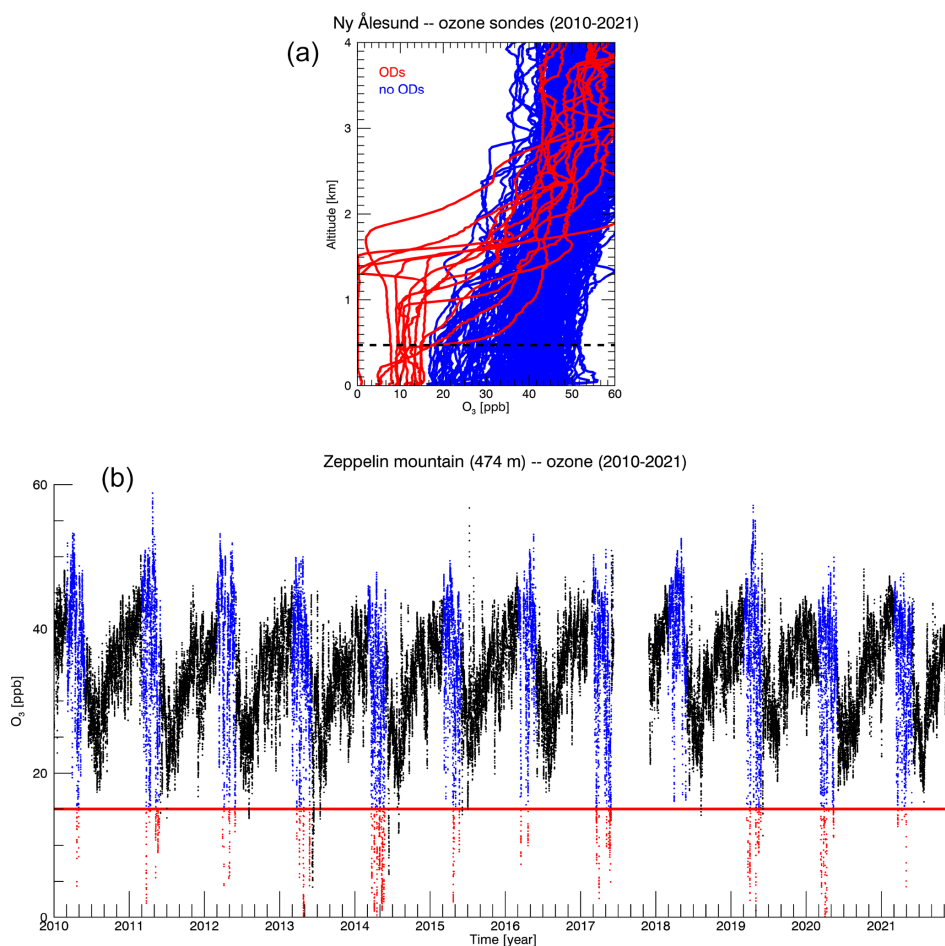 Ny Ålesund -- ozone sondes (2010-2021)
(a)
4
ODs
no ODs
3
Altitude [km]
2
1
0
0 10 20 30 40 50 60
O₃ [ppb]
Zeppelin mountain (474 m) -- ozone (2010-2021)
(b)
60
40
O₃ [ppb]
20
0
2010 2011 2012 2013 2014 2015 2016 2017 2018 2019 2020 2021
Time [year]